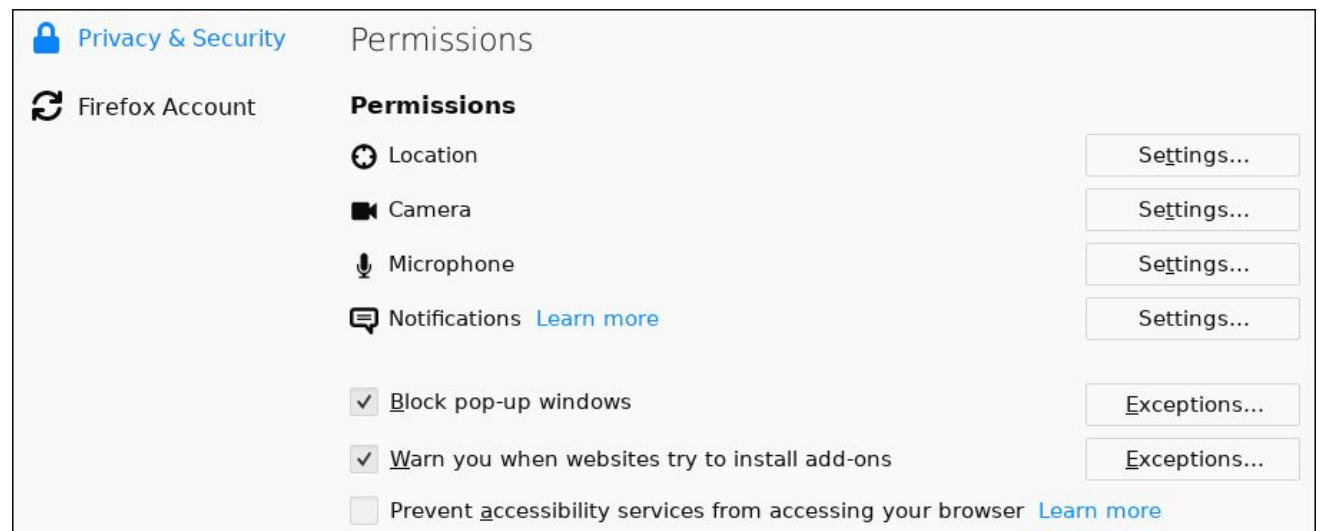 Privacy & Security
Permissions
Firefox Account
Permissions
Location Settings...
Camera Settings...
Microphone Settings...
Notifications Learn more Settings...
Block pop-up windows Exceptions...
Warn you when websites try to install add-ons Exceptions...
Prevent accessibility services from accessing your browser Learn more